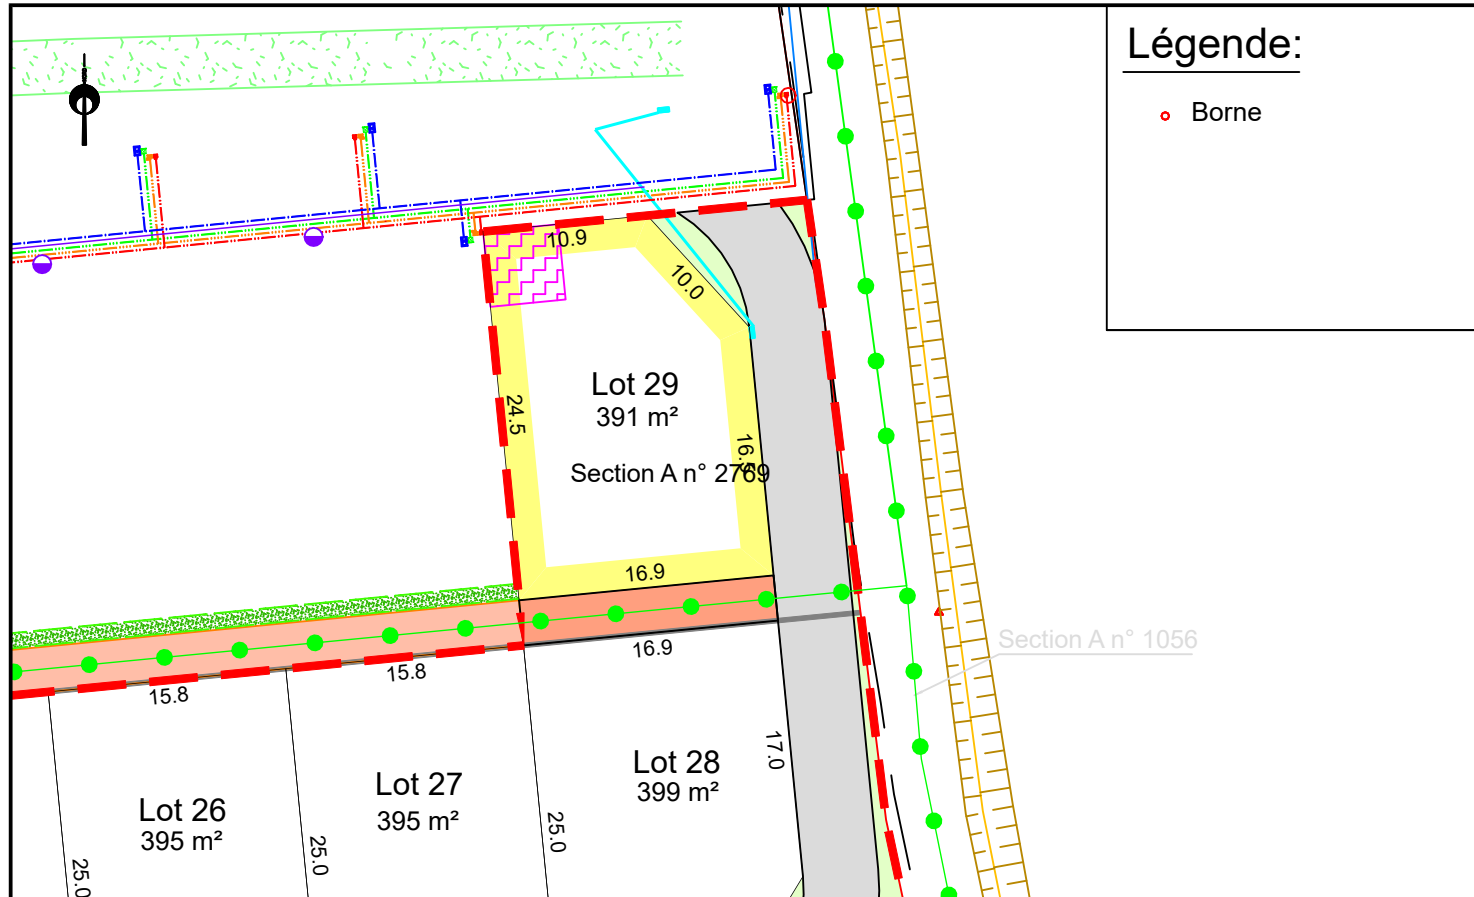 Légende:
Borne
10.9
10.0
Lot 29
391 m²
24.5
16.5
Section A n° 2769
16.9
16.9
Section A n° 1056
15.8
15.8
17.0
Lot 28
399 m²
Lot 27
395 m²
Lot 26
395 m²
25.0
25.0
25.0